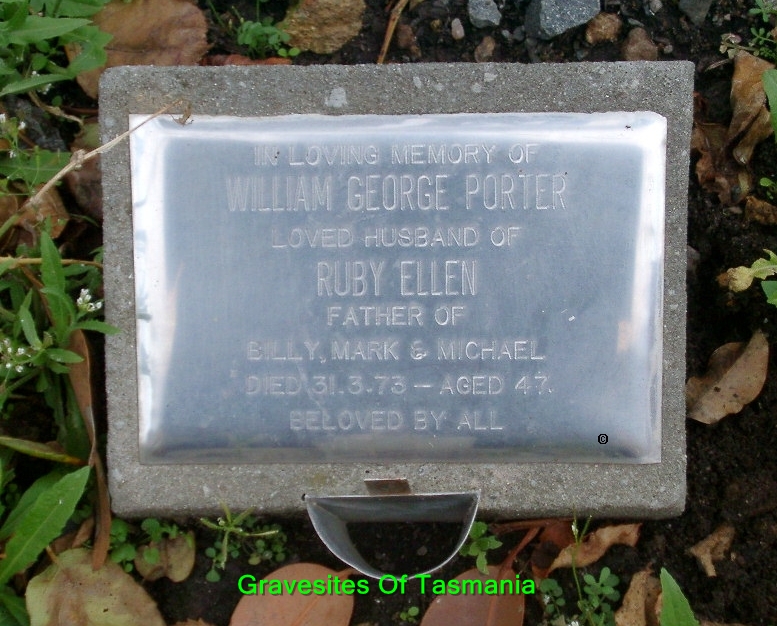 IN LOVING MEMORY OF
WILLIAM GEORGE PORTER
LOVED HUSBAND OF
RUBY ELLEN
FATHER OF
BILLY, MARK & MICHAEL
DIED 31.3.73 — AGED 47.
BELOVED BY ALL
©
Gravesites Of Tasmania